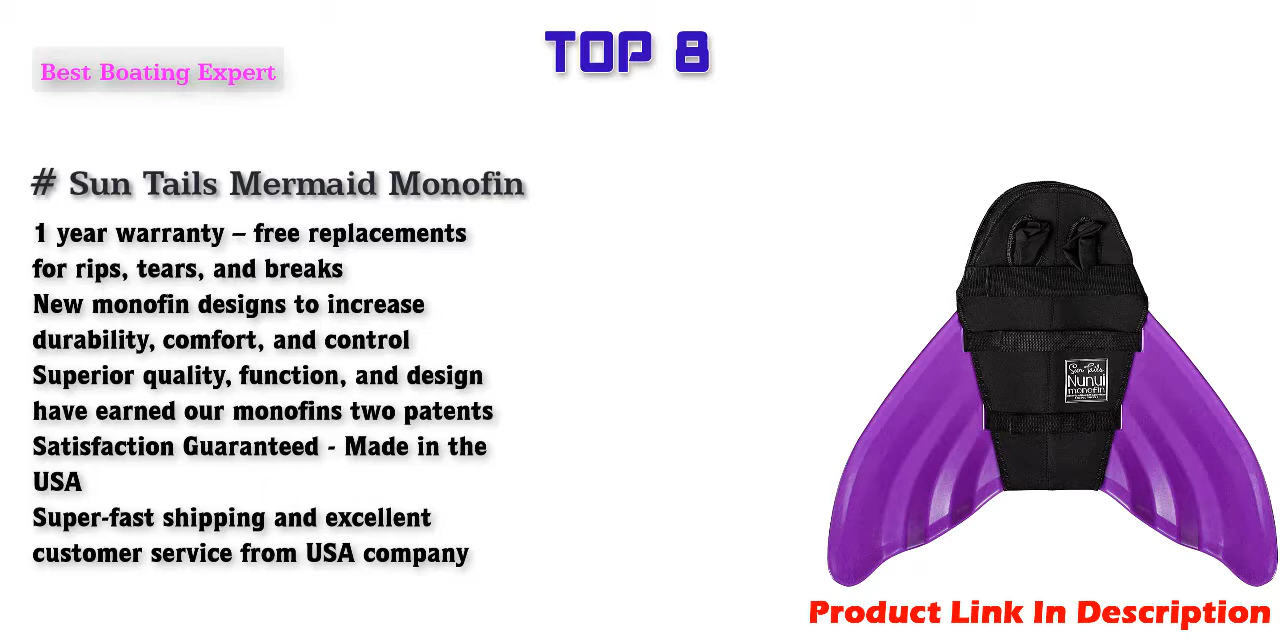 TOP 8
Best Boating Expert
# Sun Tails Mermaid Monofin
1 year warranty – free replacements
for rips, tears, and breaks
New monofin designs to increase
durability, comfort, and control
Superior quality, function, and design
have earned our monofins two patents
Satisfaction Guaranteed - Made in the
USA
Super-fast shipping and excellent
customer service from USA company
Sun Tails
Nunui
monofin
Product Link In Description